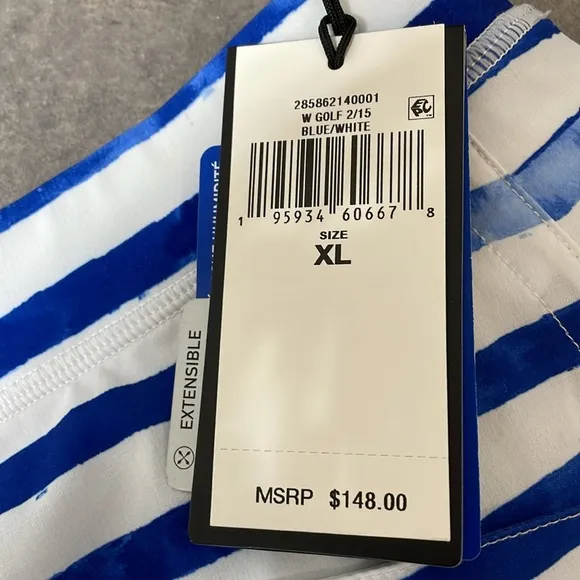 285862140001
W GOLF 2/15
BLUE/WHITE
1 95934 60667 8
SIZE
XL
MSRP $148.00
EXTENSIBLE